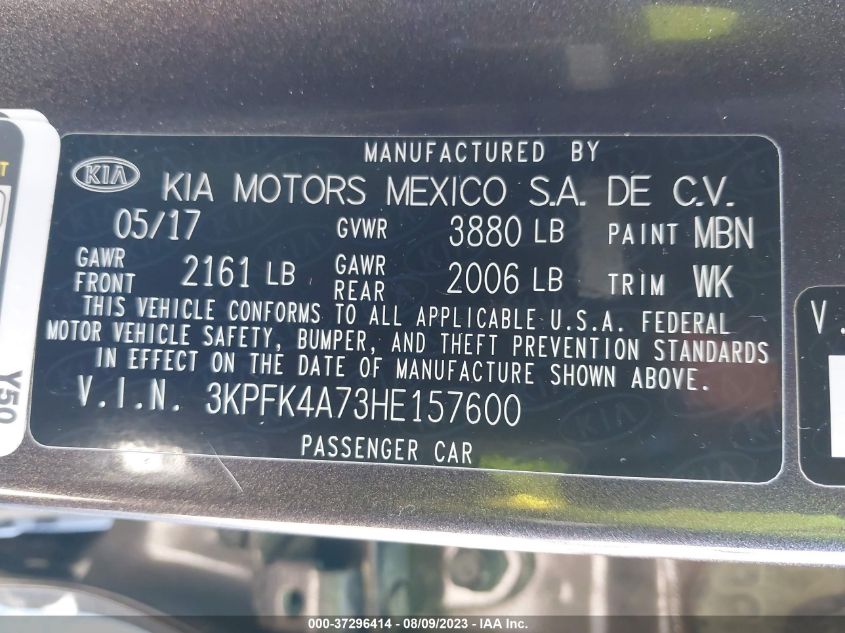 MANUFACTURED BY
KIA KIA MOTORS MEXICO S.A. DE C.V.
05/17 GVWR 3880 LB PAINT MBN
GAWR FRONT 2161 LB GAWR REAR 2006 LB TRIM WK
THIS VEHICLE CONFORMS TO ALL APPLICABLE U.S.A. FEDERAL
MOTOR VEHICLE SAFETY, BUMPER, AND THEFT PREVENTION STANDARDS
IN EFFECT ON THE DATE OF MANUFACTURE SHOWN ABOVE.
V.I.N. 3KPFK4A73HE157600
PASSENGER CAR
Y50
V.
000-37296414 - 08/09/2023 - IAA Inc.